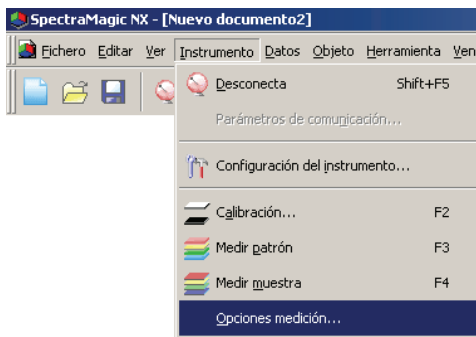 SpectraMagic NX - [Nuevo documento2]
Fichero Editar Ver Instrumento Datos Objeto Herramienta Ven
Desconecta Shift+F5
Parámetros de comunicación...
Configuración del instrumento...
Calibración... F2
Medir patrón F3
Medir muestra F4
Opciones medición...